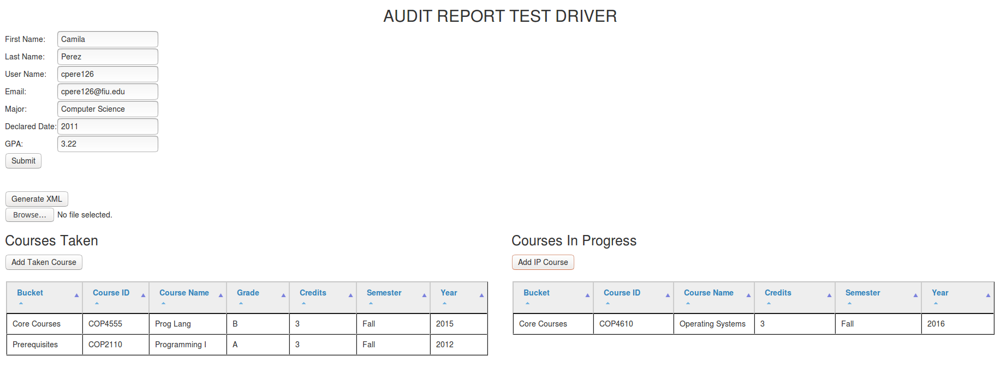 AUDIT REPORT TEST DRIVER
First Name: Camila
Last Name: Perez
User Name: cpere126
Email: cpere126@fiu.edu
Major: Computer Science
Declared Date: 2011
GPA: 3.22
Submit
Generate XML
Browse... No file selected.
Courses Taken
Add Taken Course
Bucket Course ID Course Name Grade Credits Semester Year
Core Courses COP4555 Prog Lang B 3 Fall 2015
Prerequisites COP2110 Programming I A 3 Fall 2012
Courses In Progress
Add IP Course
Bucket Course ID Course Name Credits Semester Year
Core Courses COP4610 Operating Systems 3 Fall 2016